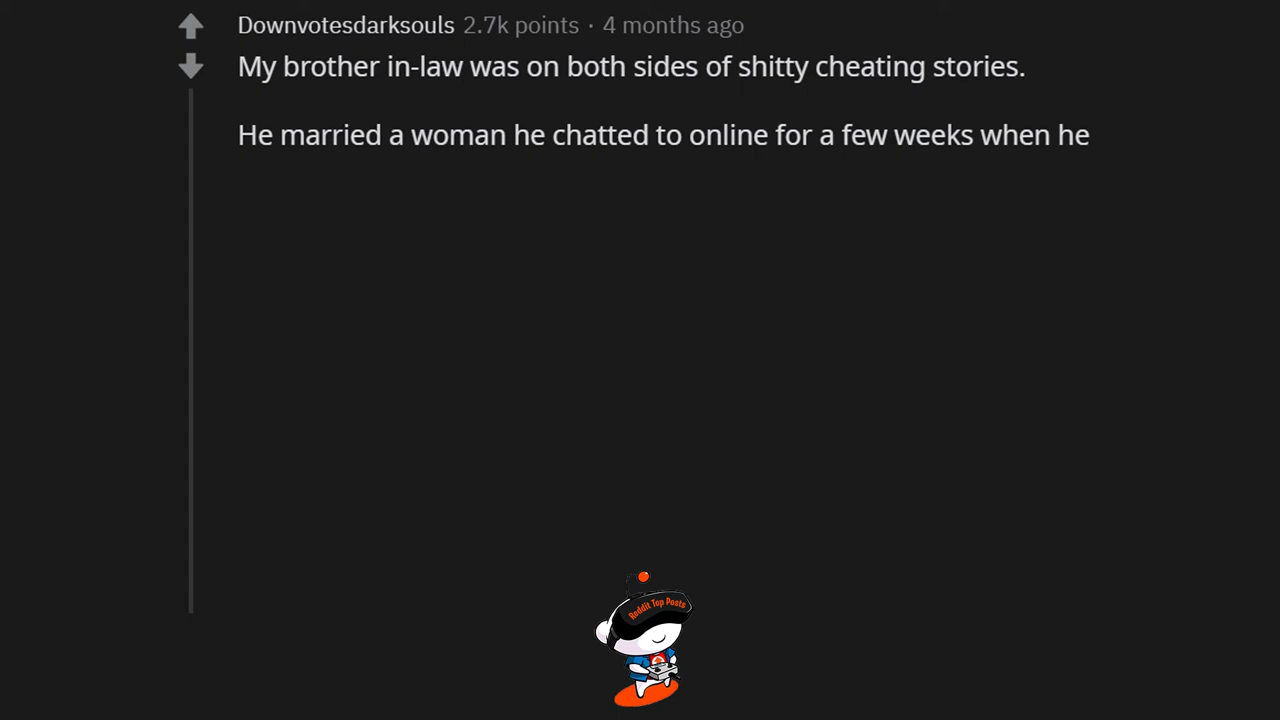 Downvotesdarksouls 2.7k points · 4 months ago
My brother in-law was on both sides of shitty cheating stories.
He married a woman he chatted to online for a few weeks when he
Reddit Top Posts